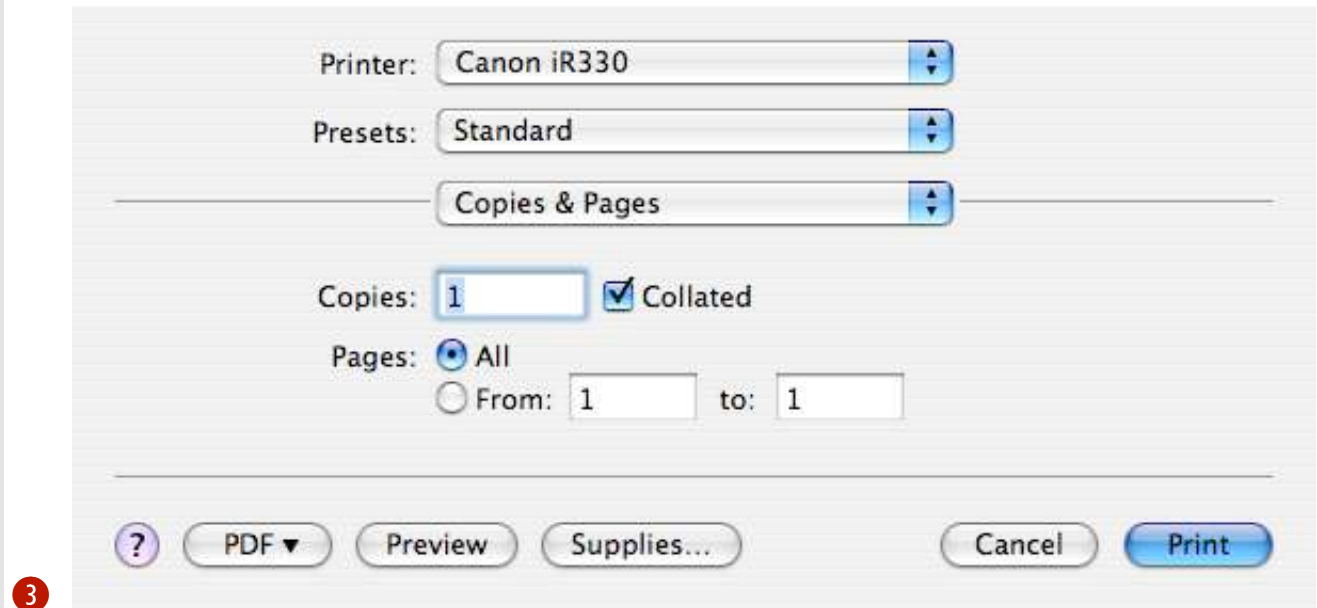 Printer: Canon iR330
Presets: Standard
Copies & Pages
Copies: 1 Collated
Pages: All
From: 1 to: 1
? PDF ▼ Preview Supplies... Cancel Print
3